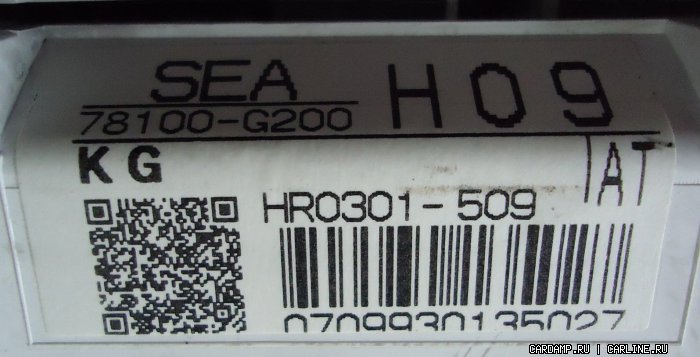 SEA H09
78100-G200
KG AT
HR0301-509
0709930135027
CARDAMP.RU | CARLINE.RU